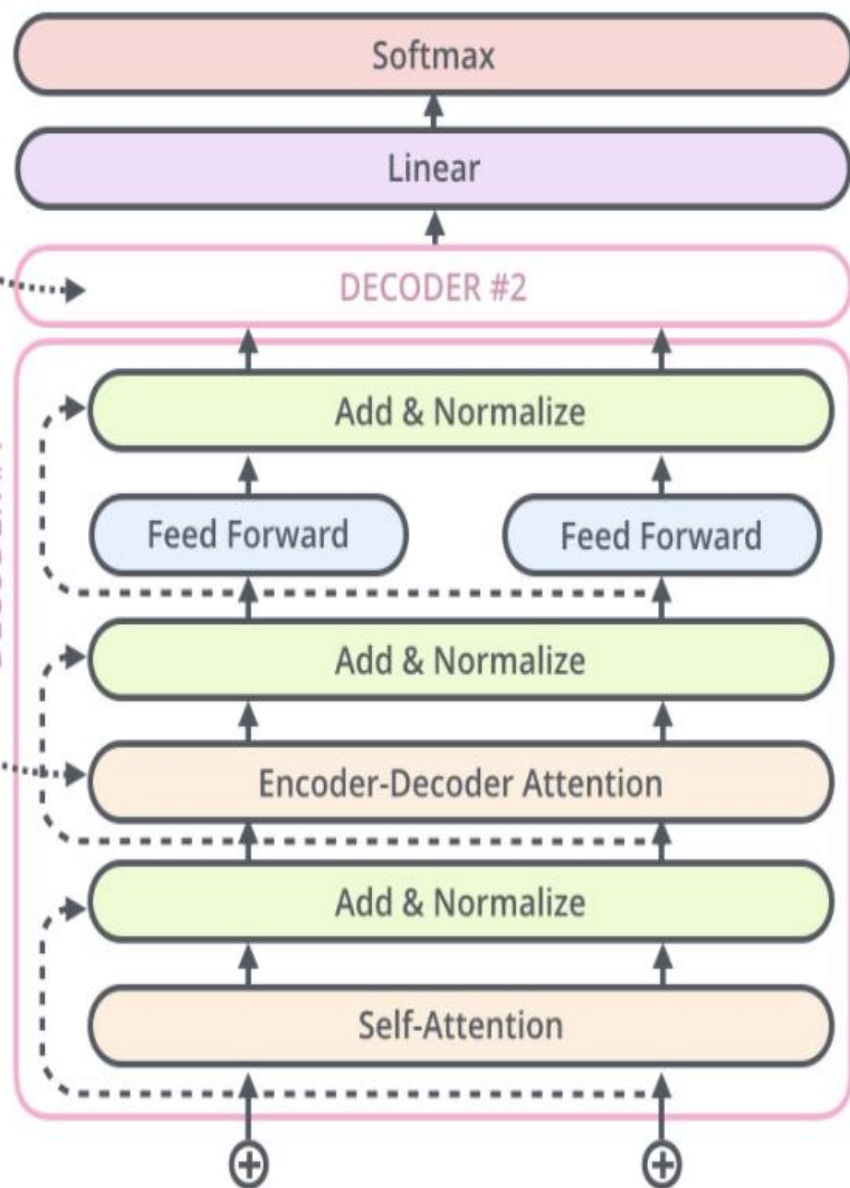 Softmax
Linear
DECODER #2
Add & Normalize
Feed Forward Feed Forward
Add & Normalize
Encoder-Decoder Attention
Add & Normalize
Self-Attention